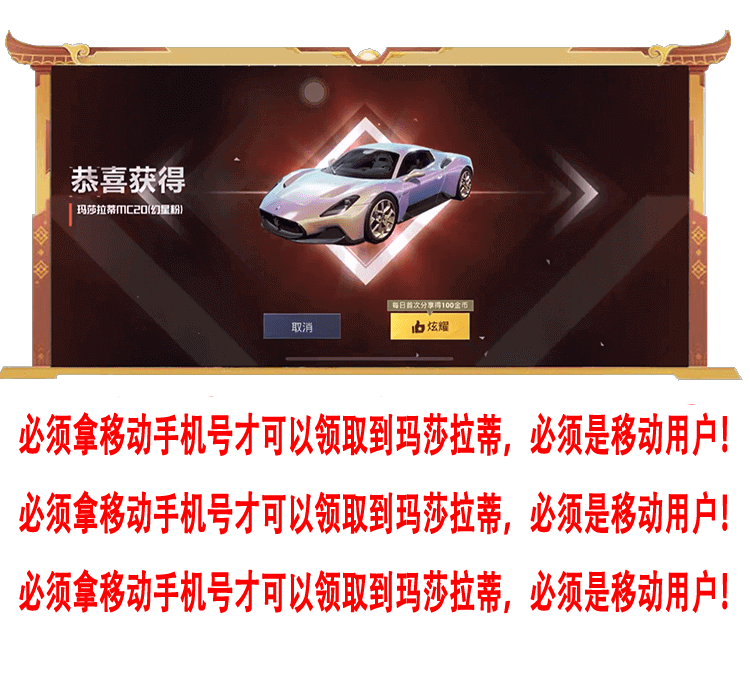 恭喜获得
玛莎拉蒂MC20(幻星粉)
每日首次分享得100金币
取消
炫耀
必须拿移动手机号才可以领取到玛莎拉蒂，必须是移动用户！
必须拿移动手机号才可以领取到玛莎拉蒂，必须是移动用户！
必须拿移动手机号才可以领取到玛莎拉蒂，必须是移动用户！